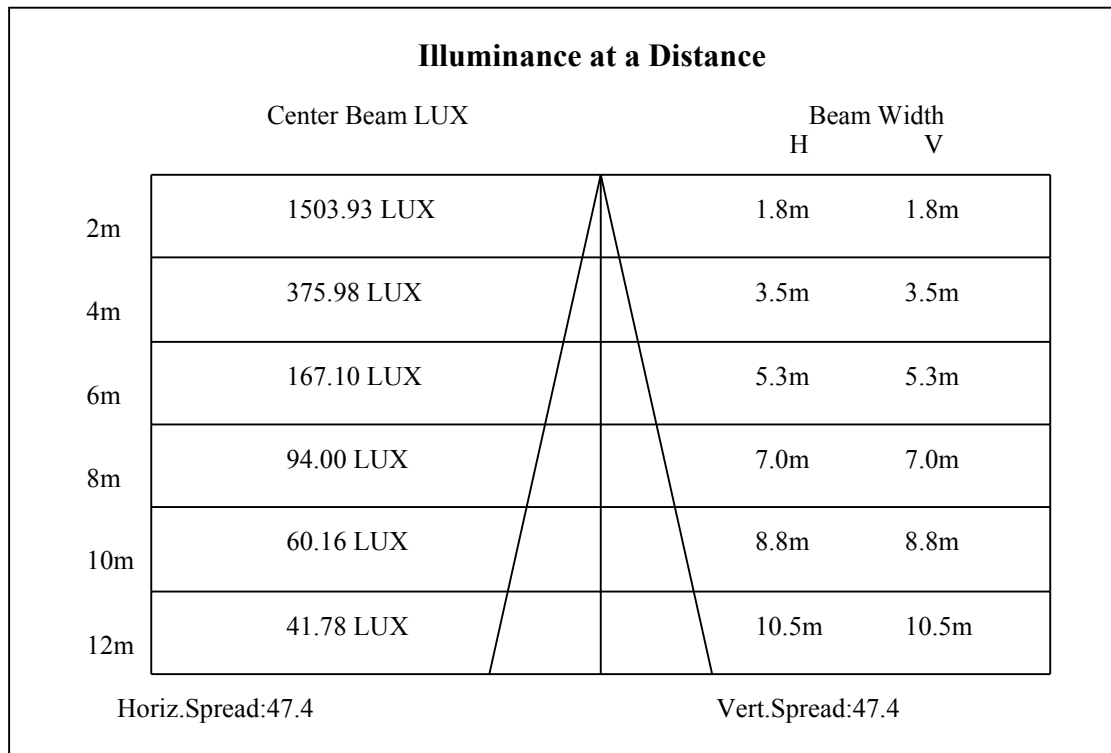 Illuminance at a Distance
Center Beam LUX Beam Width
H V
2m 1503.93 LUX 1.8m 1.8m
4m 375.98 LUX 3.5m 3.5m
6m 167.10 LUX 5.3m 5.3m
8m 94.00 LUX 7.0m 7.0m
10m 60.16 LUX 8.8m 8.8m
12m 41.78 LUX 10.5m 10.5m
Horiz.Spread:47.4 Vert.Spread:47.4